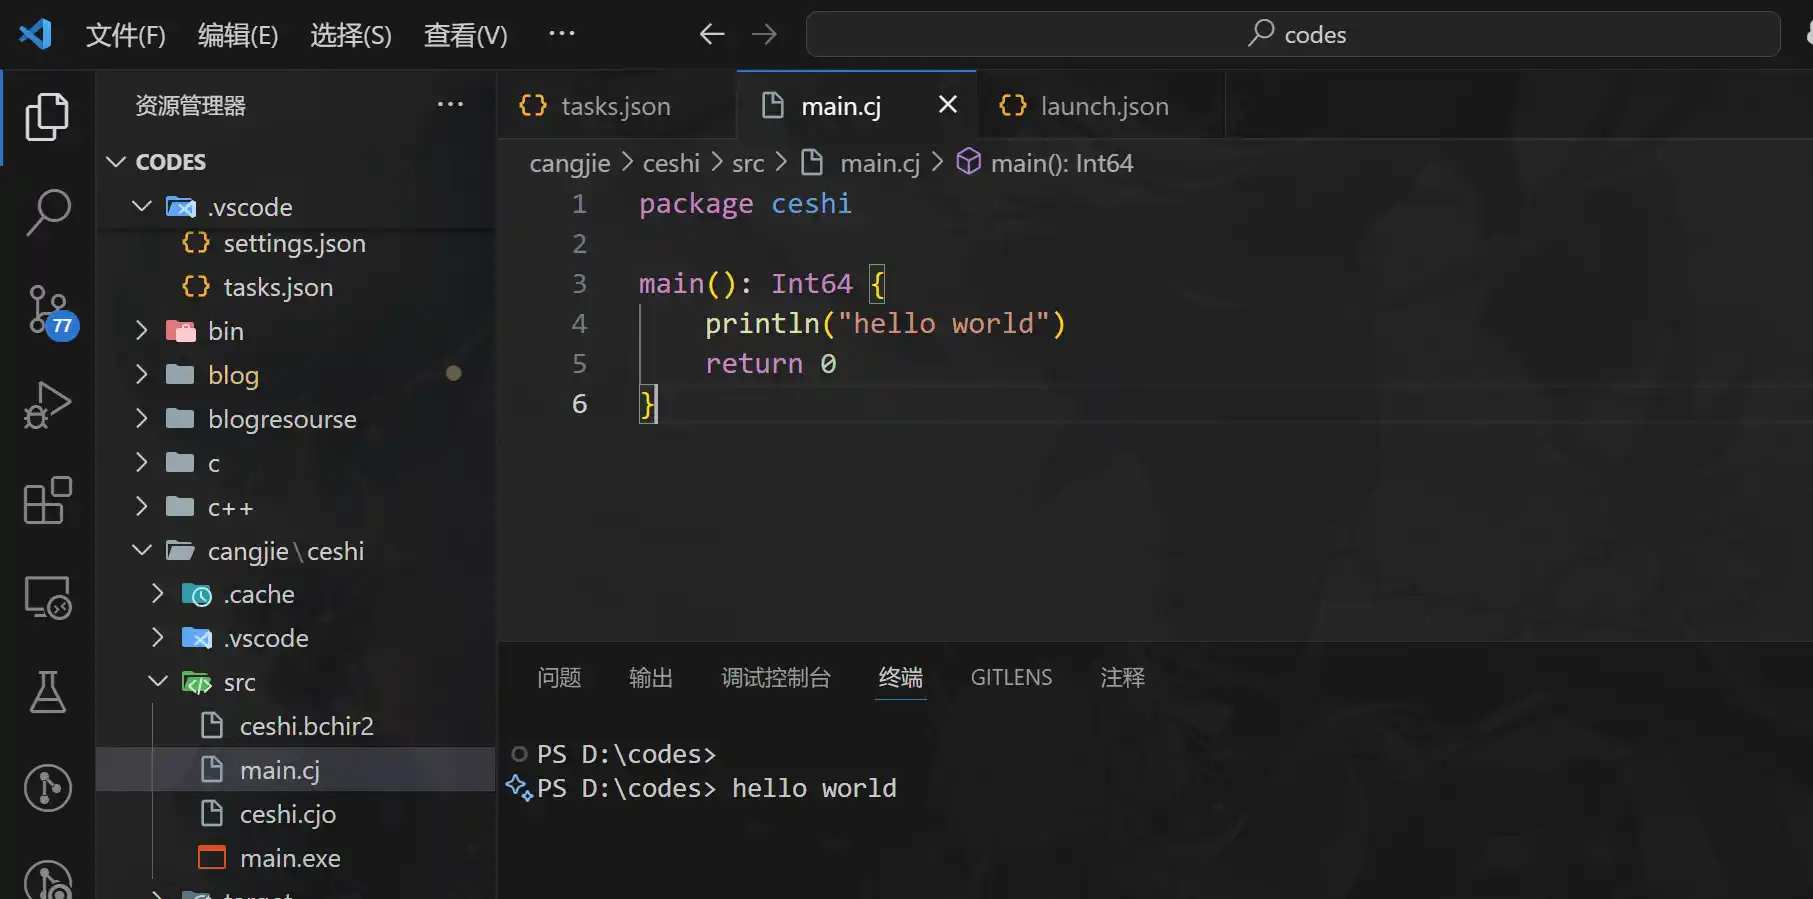 文件(F) 编辑(E) 选择(S) 查看(V) ··· codes
资源管理器 ···
CODES
.vscode
settings.json
tasks.json
bin
blog
blogresourse
c
c++
cangjie\ceshi
.cache
.vscode
src
ceshi.bchir2
main.cj
ceshi.cjo
main.exe
target
77
tasks.json main.cj launch.json
cangjie > ceshi > src > main.cj > main(): Int64
1 package ceshi
2
3 main(): Int64 {
4 println("hello world")
5 return 0
6 }
问题 输出 调试控制台 终端 GITLENS 注释
PS D:\codes>
PS D:\codes> hello world